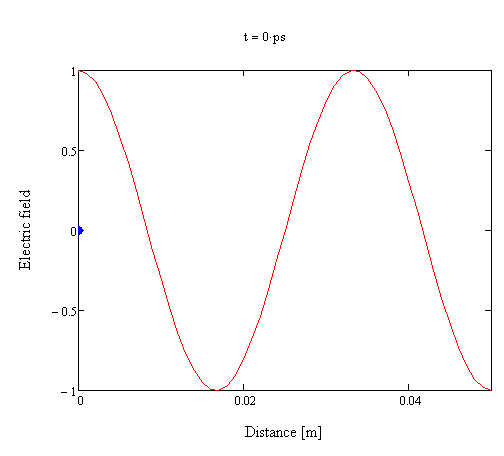 t = 0·ps
1
0.5
0
− 0.5
− 1
0
0.02
0.04
Electric field
Distance [m]